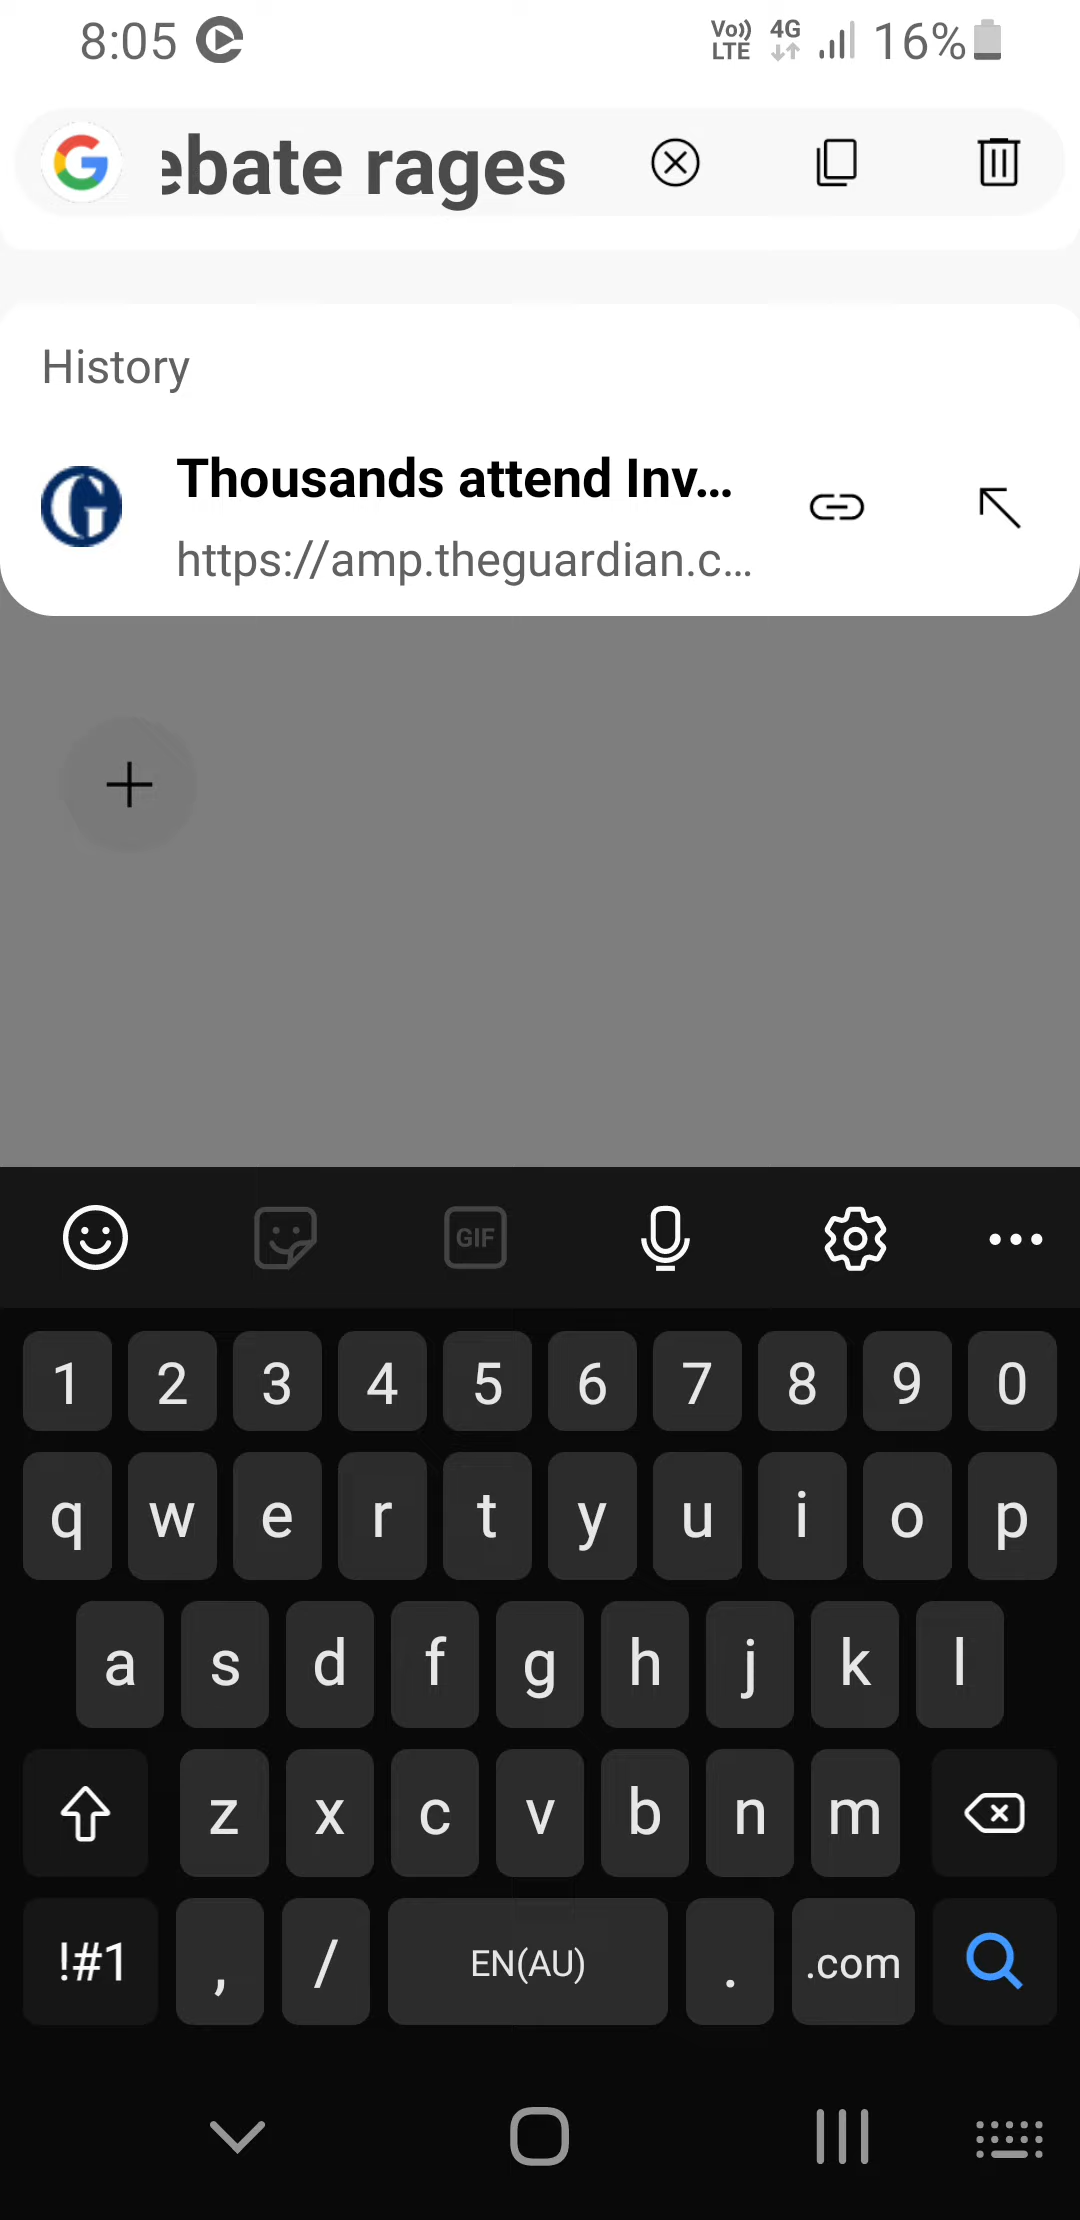 8:05 Vo)) LTE 4G 16%
ebate rages
History
Thousands attend Inv...
https://amp.theguardian.c...
GIF
1 2 3 4 5 6 7 8 9 0
q w e r t y u i o p
a s d f g h j k l
z x c v b n m
!#1 , / EN(AU) . .com